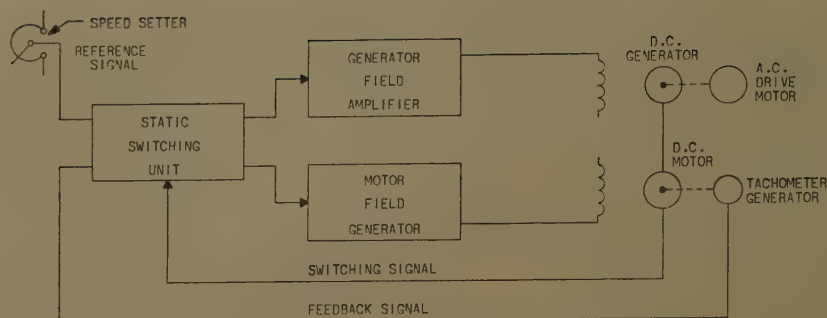 SPEED SETTER
REFERENCE
SIGNAL
STATIC
SWITCHING
UNIT
GENERATOR
FIELD
AMPLIFIER
MOTOR
FIELD
GENERATOR
D.C.
GENERATOR
A.C.
DRIVE
MOTOR
D.C.
MOTOR
TACHOMETER
GENERATOR
SWITCHING SIGNAL
FEEDBACK SIGNAL